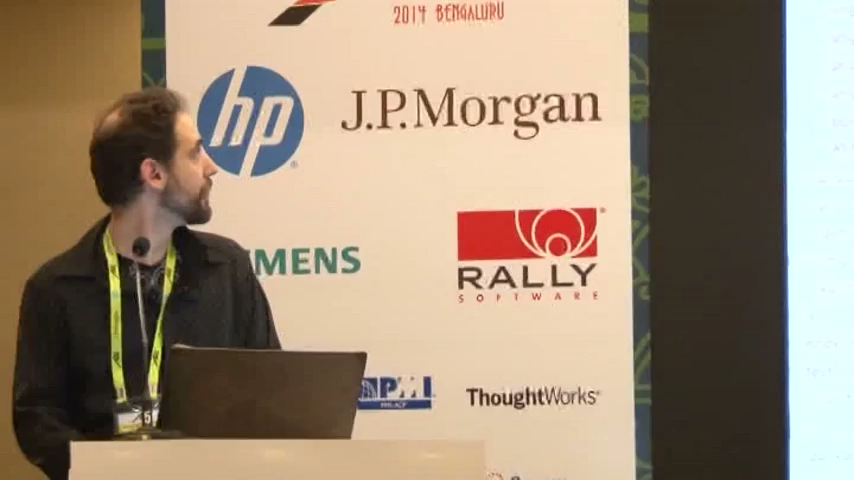 2014 BENGALURU
hp
J.P.Morgan
MENS
RALLY
SOFTWARE
PMI
ThoughtWorks